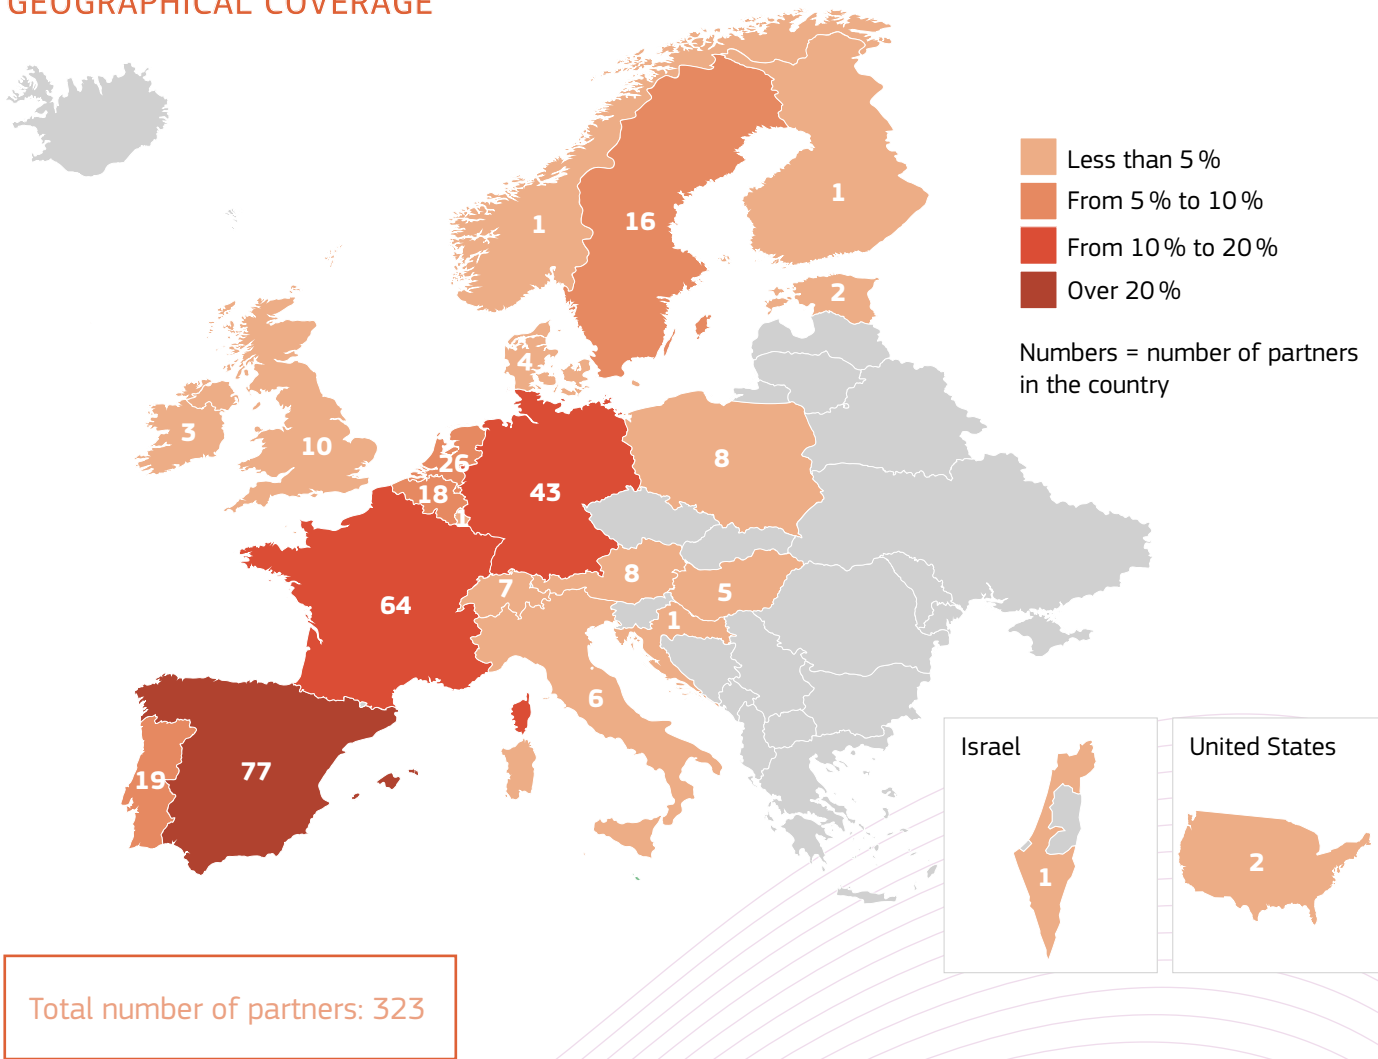 GEOGRAPHICAL COVERAGE
Less than 5 %
From 5 % to 10 %
From 10 % to 20 %
Over 20 %
Numbers = number of partners
in the country
1
16
1
2
4
3
10
26
18
1
43
8
64
7
8
5
1
6
19
77
Israel
1
United States
2
Total number of partners: 323